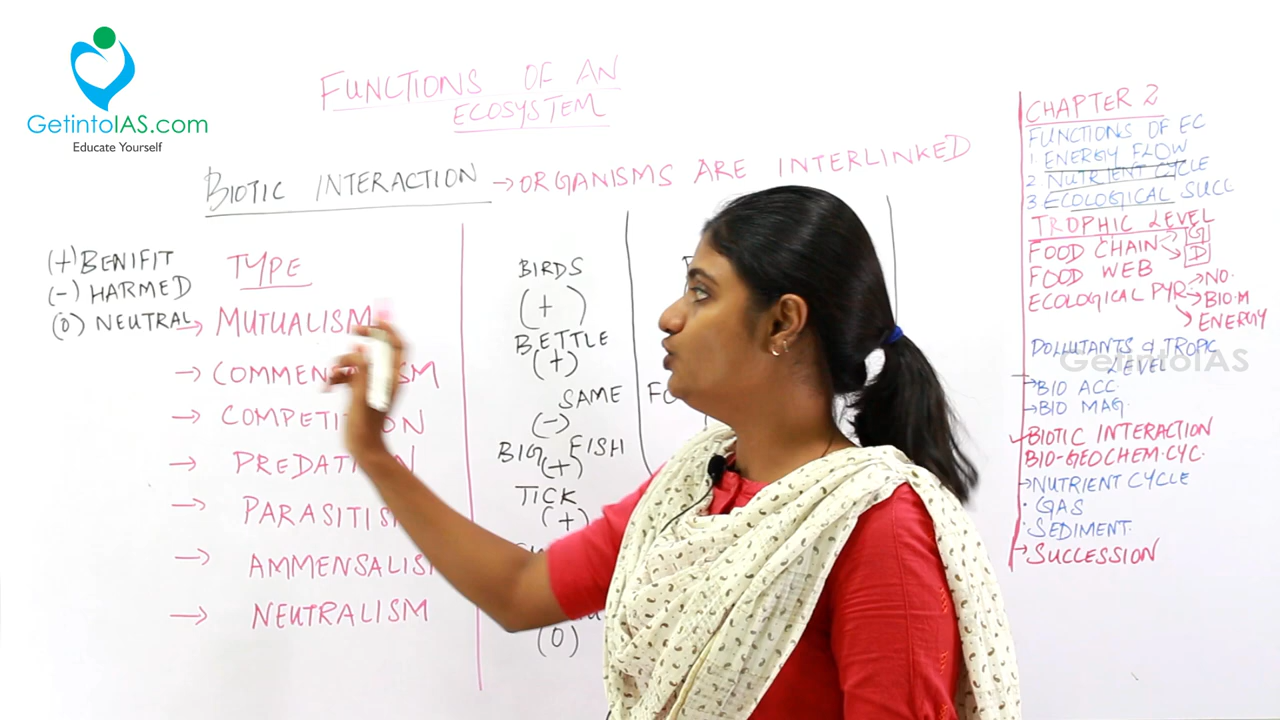 GetintoIAS.com
Educate Yourself
FUNCTIONS OF AN
ECOSYSTEM
BIOTIC INTERACTION → ORGANISMS ARE INTERLINKED
(+) BENIFIT
(-) HARMED
(0) NEUTRAL
TYPE
→ MUTUALISM
→ COMMENSALISM
→ COMPETITION
→ PREDATION
→ PARASITISM
→ AMMENSALISM
→ NEUTRALISM
BIRDS
(+)
BETTLE
(+)
SAME
(-)
BIG FISH
(+)
TICK
(+)
(0)
CHAPTER 2
FUNCTIONS OF EC
1. ENERGY FLOW
2. NUTRIENT CYCLE
3. ECOLOGICAL SUCC
TROPHIC LEVEL
FOOD CHAIN → G
→ D
FOOD WEB
ECOLOGICAL PYR → NO.
→ BIO.M
→ ENERGY
POLLUTANTS & TROPIC
LEVEL
GetintoIAS
→ BIO ACC
→ BIO MAG.
BIOTIC INTERACTION
BIO-GEOCHEM.CYC.
→ NUTRIENT CYCLE
· GAS
· SEDIMENT.
→ SUCCESSION